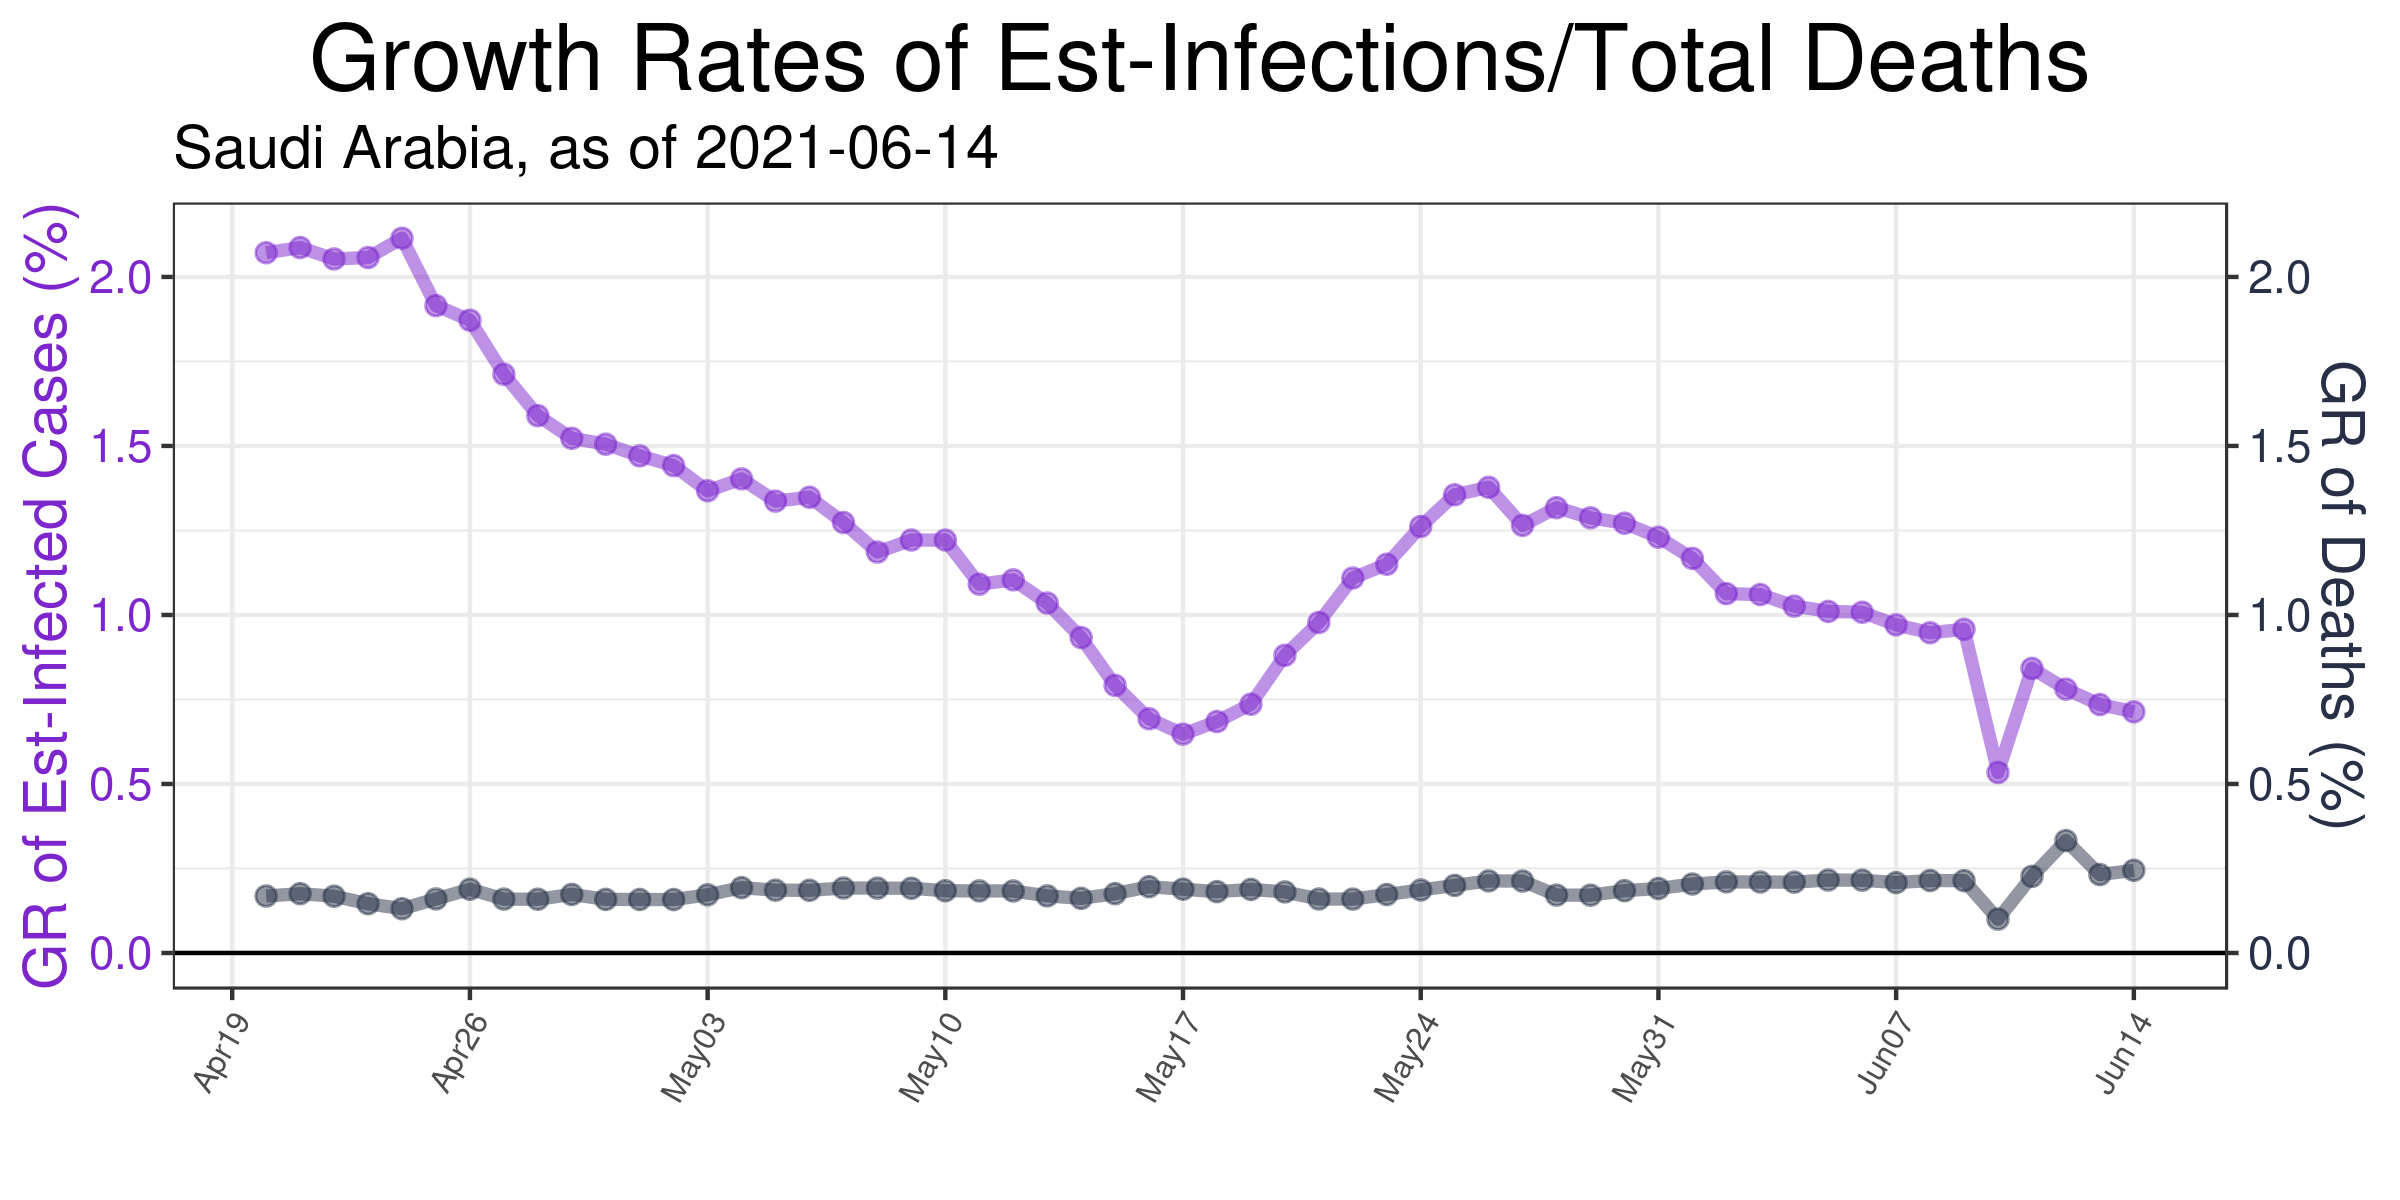 Growth Rates of Est-Infections/Total Deaths
Saudi Arabia, as of 2021-06-14
GR of Est-Infected Cases (%)
2.0
1.5
1.0
0.5
0.0
2.0
1.5
1.0
0.5
0.0
GR of Deaths (%)
Apr19
Apr26
May03
May10
May17
May24
May31
Jun07
Jun14